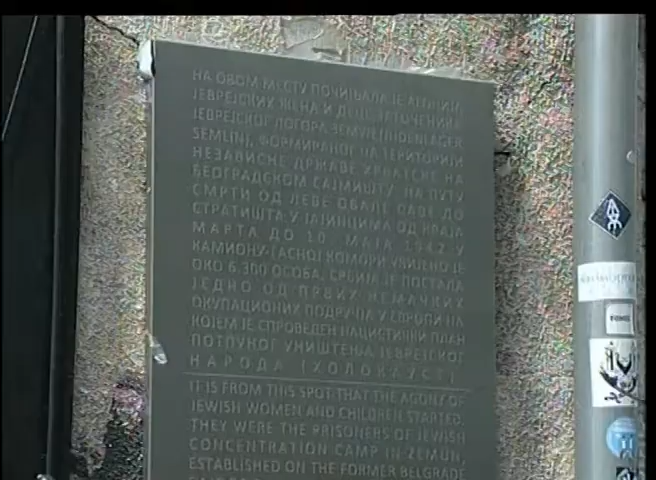 НА ОВОМ МЕСТУ ПОЧИЊАЛА ЈЕ АГОНИЈА
ЈЕВРЕЈСКИХ ЖЕНА И ДЕЦЕ, ЗАТОЧЕНИКА
ЈЕВРЕЈСКОГ ЛОГОРА ЗЕМУН (JUDENLAGER
SEMLIN), ФОРМИРАНОГ НА ТЕРИТОРИЈИ
НЕЗАВИСНЕ ДРЖАВЕ ХРВАТСКЕ НА
БЕОГРАДСКОМ САЈМИШТУ. НА ПУТУ
СМРТИ ОД ЛЕВЕ ОБАЛЕ САВЕ ДО
СТРАТИШТА У ЈАЈИНЦИМА ОД КРАЈА
МАРТА ДО 10. МАЈА 1942. У
КАМИОНУ-ГАСНОЈ КОМОРИ УБИЈЕНО ЈЕ
ОКО 6.300 ОСОБА. СРБИЈА ЈЕ ПОСТАЛА
ЈЕДНО ОД ПРВИХ НЕМАЧКИХ
ОКУПАЦИОНИХ ПОДРУЧЈА У ЕВРОПИ НА
КОЈЕМ ЈЕ СПРОВЕДЕН НАЦИСТИЧКИ ПЛАН
ПОТПУНОГ УНИШТЕЊА ЈЕВРЕЈСКОГ
НАРОДА (ХОЛОКАУСТ).
IT IS FROM THIS SPOT THAT THE AGONY OF
JEWISH WOMEN AND CHILDREN STARTED.
THEY WERE THE PRISONERS OF JEWISH
CONCENTRATION CAMP IN ZEMUN,
ESTABLISHED ON THE FORMER BELGRADE